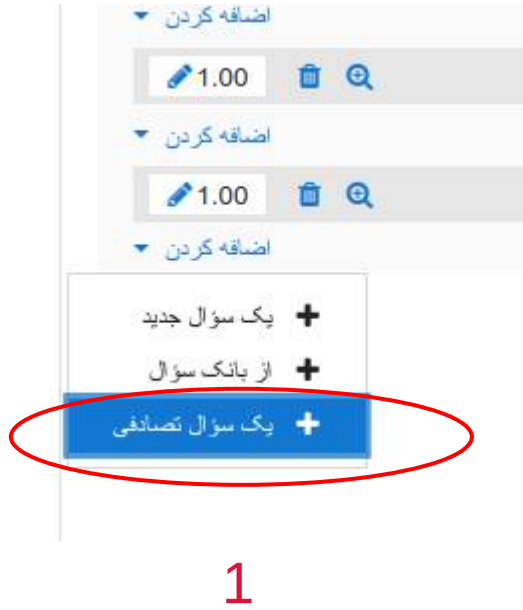 اضافه کردن
1.00
اضافه کردن
1.00
اضافه کردن
یک سؤال جدید
از بانک سؤال
یک سؤال تصادفی
1